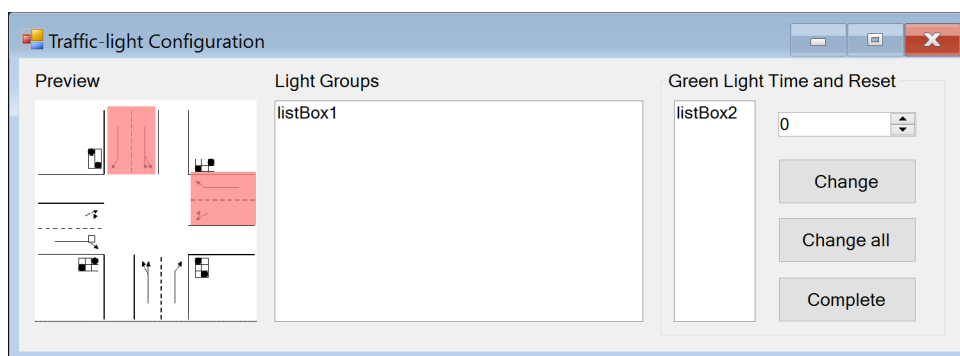 Traffic-light Configuration
Preview
Light Groups
Green Light Time and Reset
listBox1
listBox2
0
Change
Change all
Complete